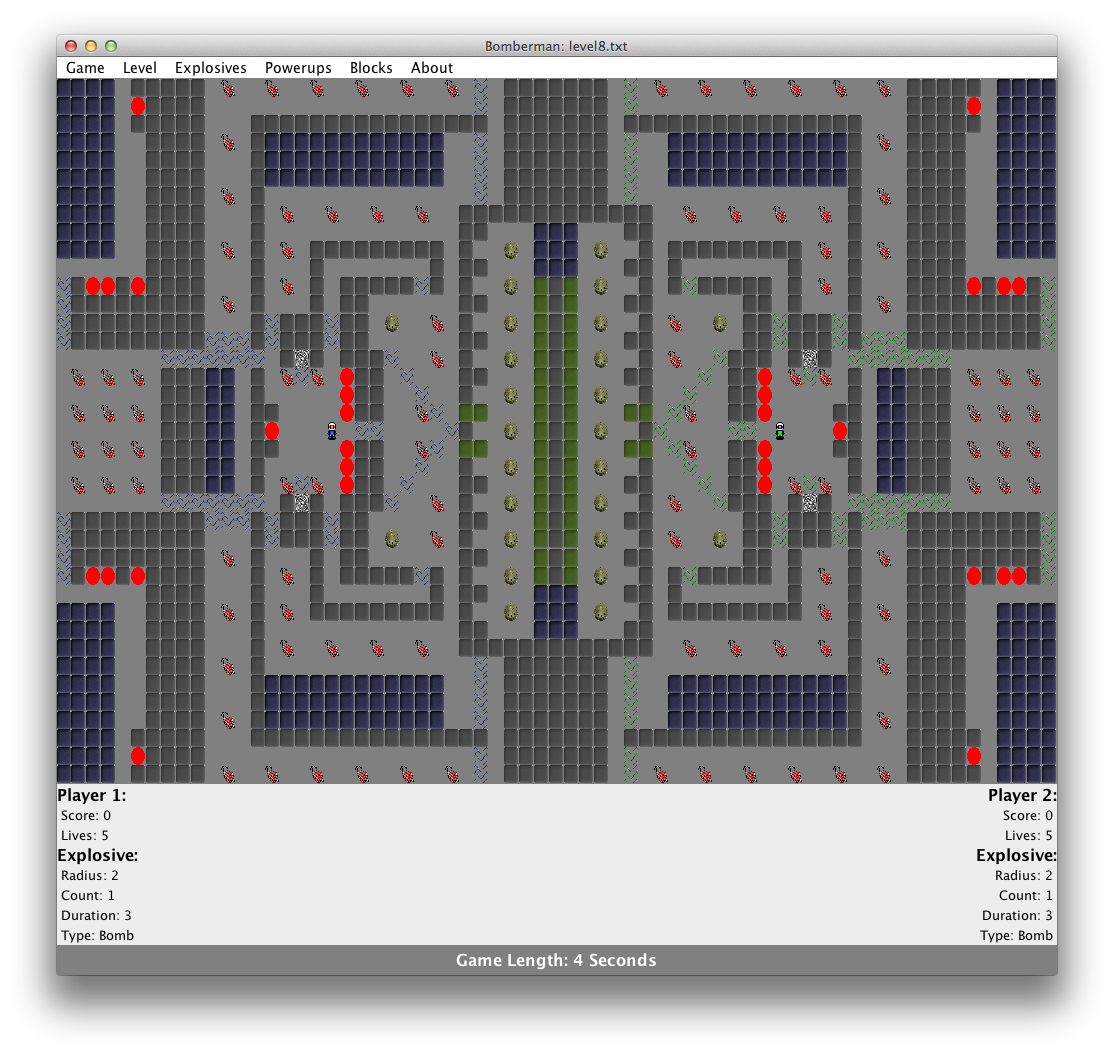 Bomberman: level8.txt
Game Level Explosives Powerups Blocks About
Player 1:
Score: 0
Lives: 5
Explosive:
Radius: 2
Count: 1
Duration: 3
Type: Bomb
Player 2:
Score: 0
Lives: 5
Explosive:
Radius: 2
Count: 1
Duration: 3
Type: Bomb
Game Length: 4 Seconds